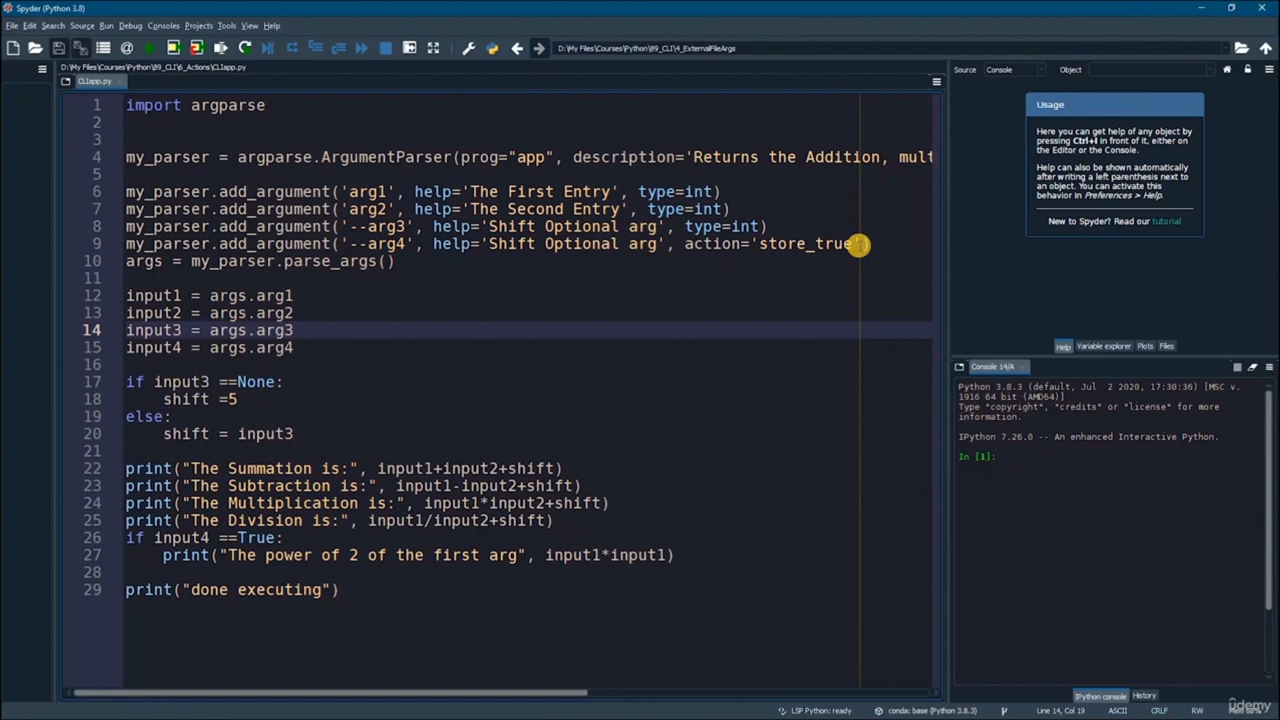 Spyder (Python 3.8)
File Edit Search Source Run Debug Consoles Projects Tools View Help
D:\My Files\Courses\Python\89_CLI\4_ExternalFileArgs
D:\My Files\Courses\Python\89_CLI\6_Actions\CLIapp.py
CLIapp.py
1 import argparse
2
3
4 my_parser = argparse.ArgumentParser(prog="app", description='Returns the Addition, mult
5
6 my_parser.add_argument('arg1', help='The First Entry', type=int)
7 my_parser.add_argument('arg2', help='The Second Entry', type=int)
8 my_parser.add_argument('--arg3', help='Shift Optional arg', type=int)
9 my_parser.add_argument('--arg4', help='Shift Optional arg', action='store_true')
10 args = my_parser.parse_args()
11
12 input1 = args.arg1
13 input2 = args.arg2
14 input3 = args.arg3
15 input4 = args.arg4
16
17 if input3 ==None:
18 shift =5
19 else:
20 shift = input3
21
22 print("The Summation is:", input1+input2+shift)
23 print("The Subtraction is:", input1-input2+shift)
24 print("The Multiplication is:", input1*input2+shift)
25 print("The Division is:", input1/input2+shift)
26 if input4 ==True:
27 print("The power of 2 of the first arg", input1*input1)
28
29 print("done executing")
Source Console Object
Usage
Here you can get help of any object by
pressing Ctrl+I in front of it, either on
the Editor or the Console.
Help can also be shown automatically
after writing a left parenthesis next to
an object. You can activate this
behavior in Preferences > Help.
New to Spyder? Read our tutorial
Help Variable explorer Plots Files
Console 14/A
Python 3.8.3 (default, Jul 2 2020, 17:30:36) [MSC v.
1916 64 bit (AMD64)]
Type "copyright", "credits" or "license" for more
information.
IPython 7.26.0 -- An enhanced Interactive Python.
In [1]:
IPython console History
LSP Python: ready conda: base (Python 3.8.3) Line 14, Col 19 ASCII CRLF RW Mem
udemy